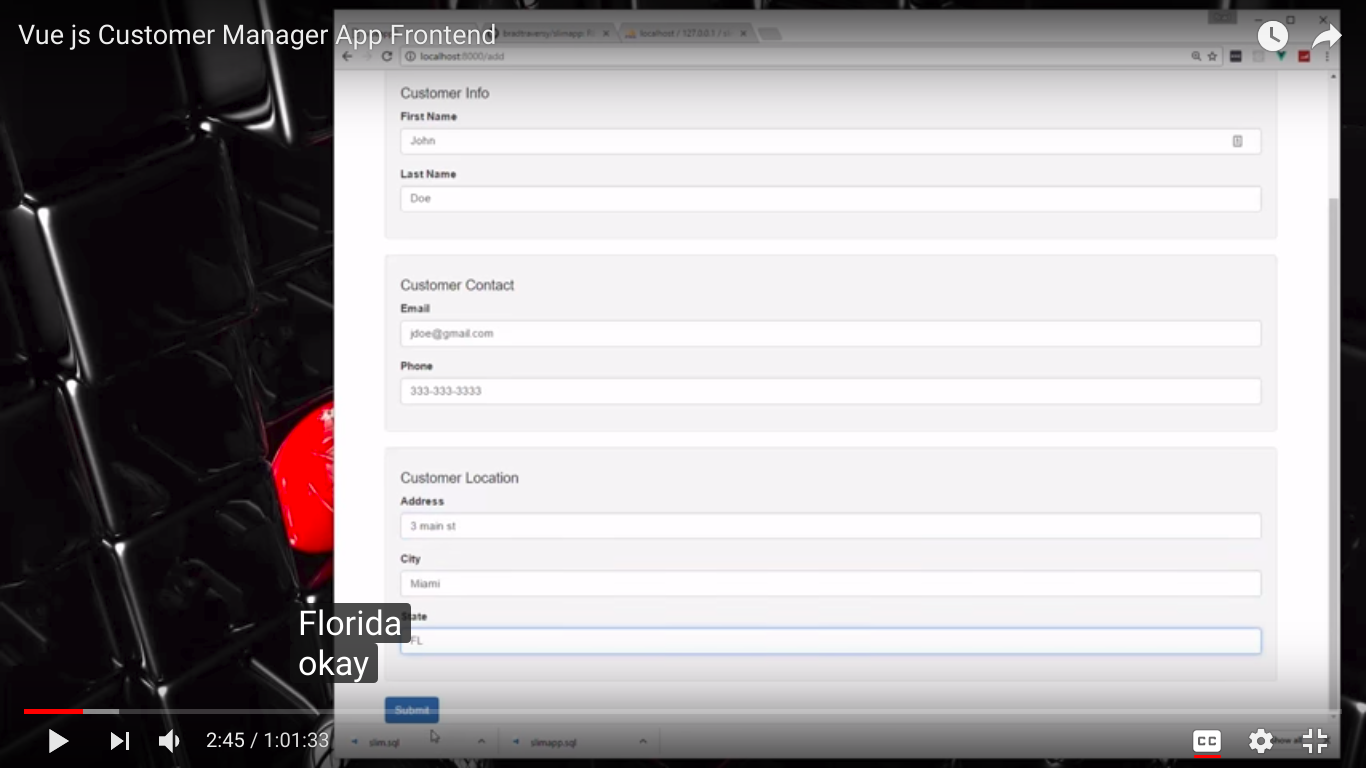 Vue js Customer Manager App Frontend
localhost / 127.0.0.1 / sl
localhost:8000/add
Customer Info
First Name
John
Last Name
Doe
Customer Contact
Email
jdoe@gmail.com
Phone
333-333-3333
Customer Location
Address
3 main st
City
Miami
State
FL
Florida
okay
Submit
2:45 / 1:01:33
slim.sql
slimapp.sql
CC
Show all